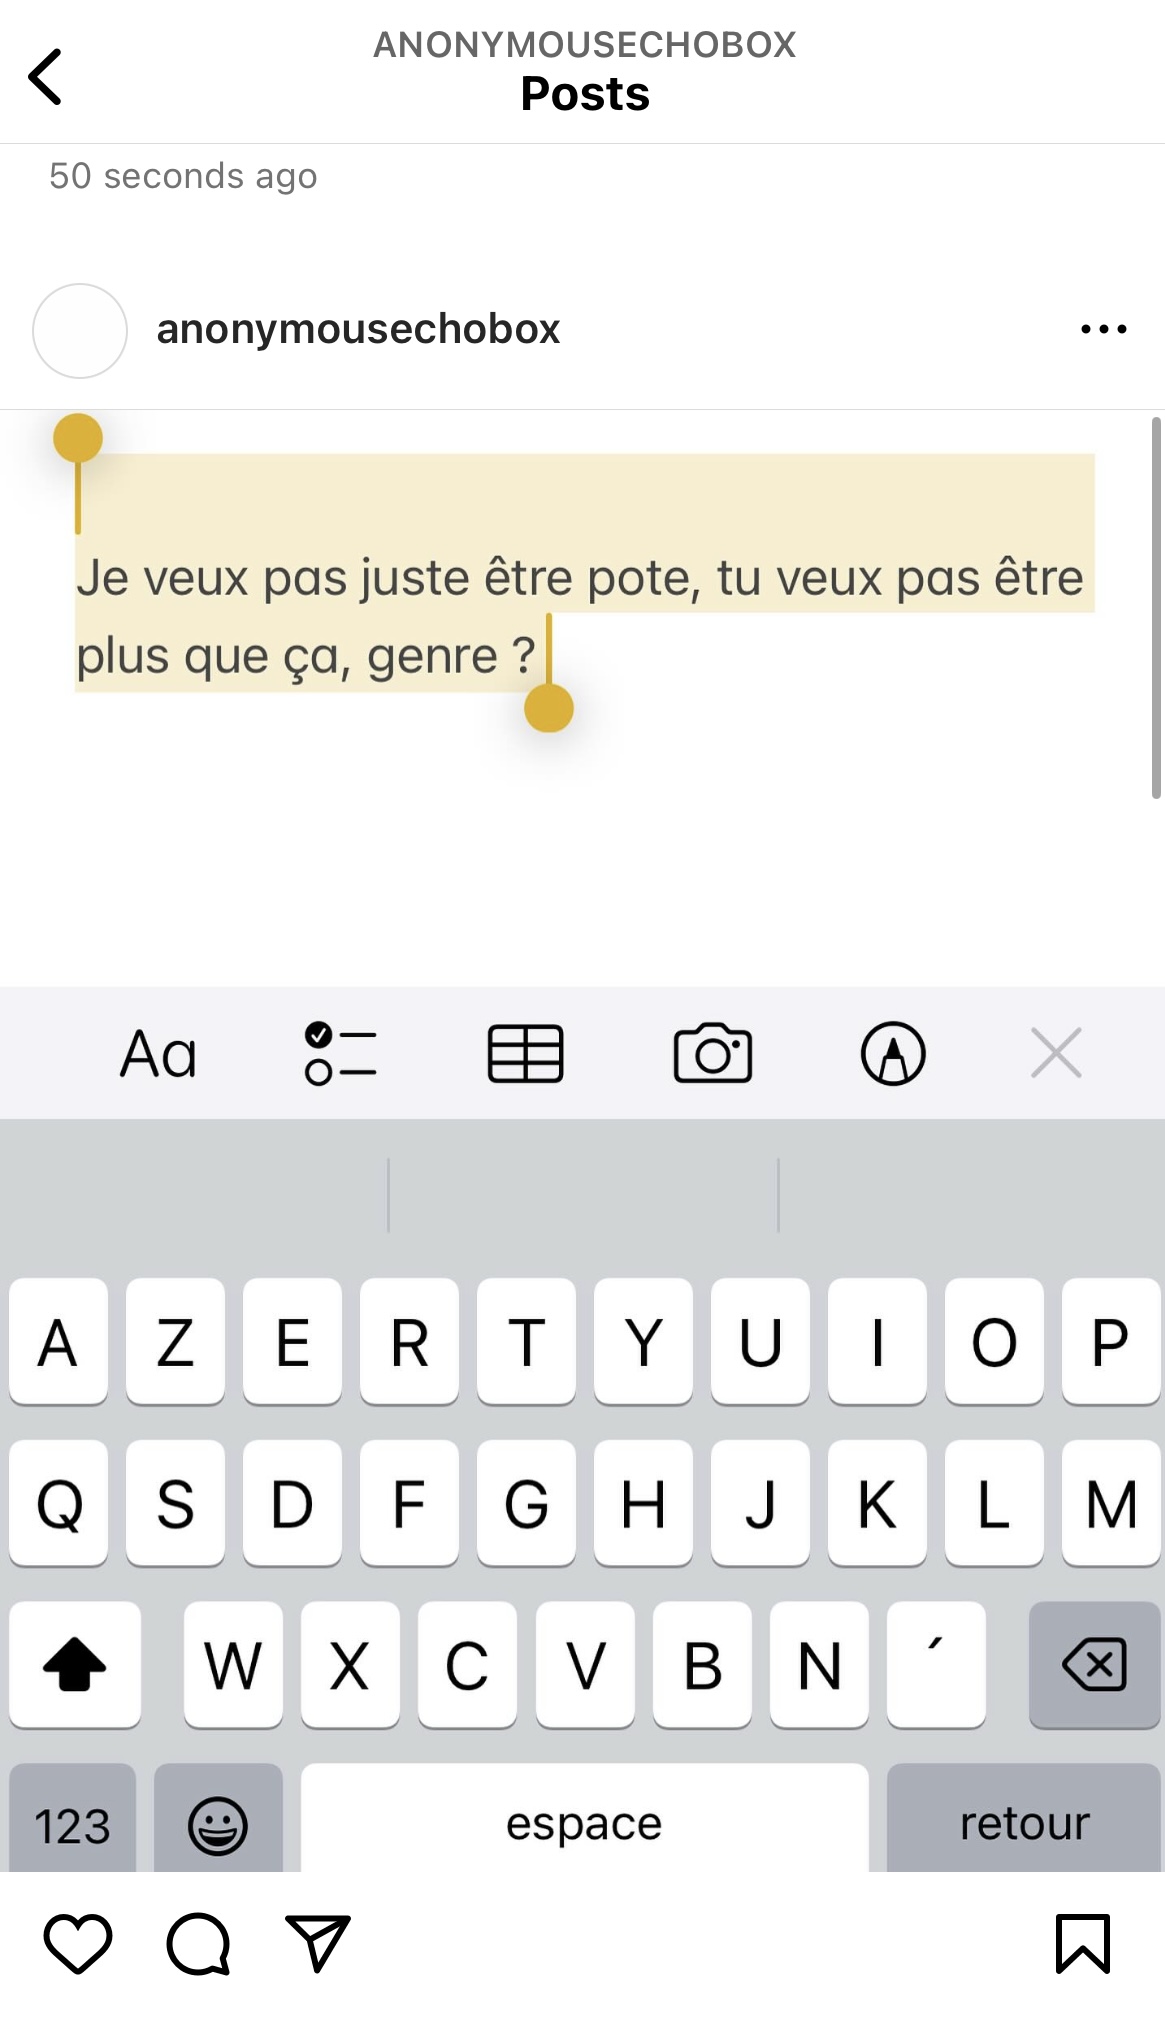 ANONYMOUSECHOBOX
Posts
50 seconds ago
anonymousechobox
Je veux pas juste être pote, tu veux pas être
plus que ça, genre ?
Aa
A Z E R T Y U I O P
Q S D F G H J K L M
W X C V B N ´
123 espace retour